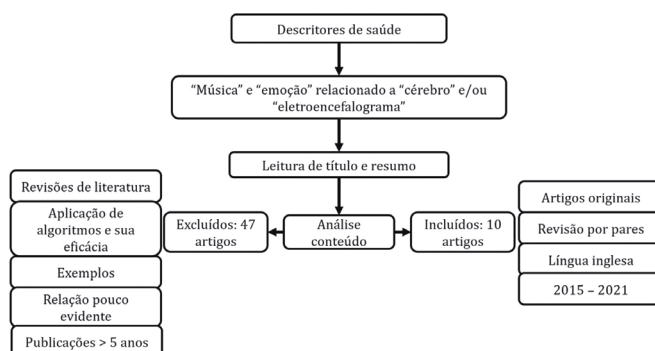 Descritores de saúde
“Música” e “emoção” relacionado a “cérebro” e/ou
“eletroencefalograma”
Leitura de título e resumo
Revisões de literatura
Aplicação de
algoritmos e sua
eficácia
Exemplos
Relação pouco
evidente
Publicações > 5 anos
Excluídos: 47
artigos
Análise
conteúdo
Incluídos: 10
artigos
Artigos originais
Revisão por pares
Língua inglesa
2015 – 2021